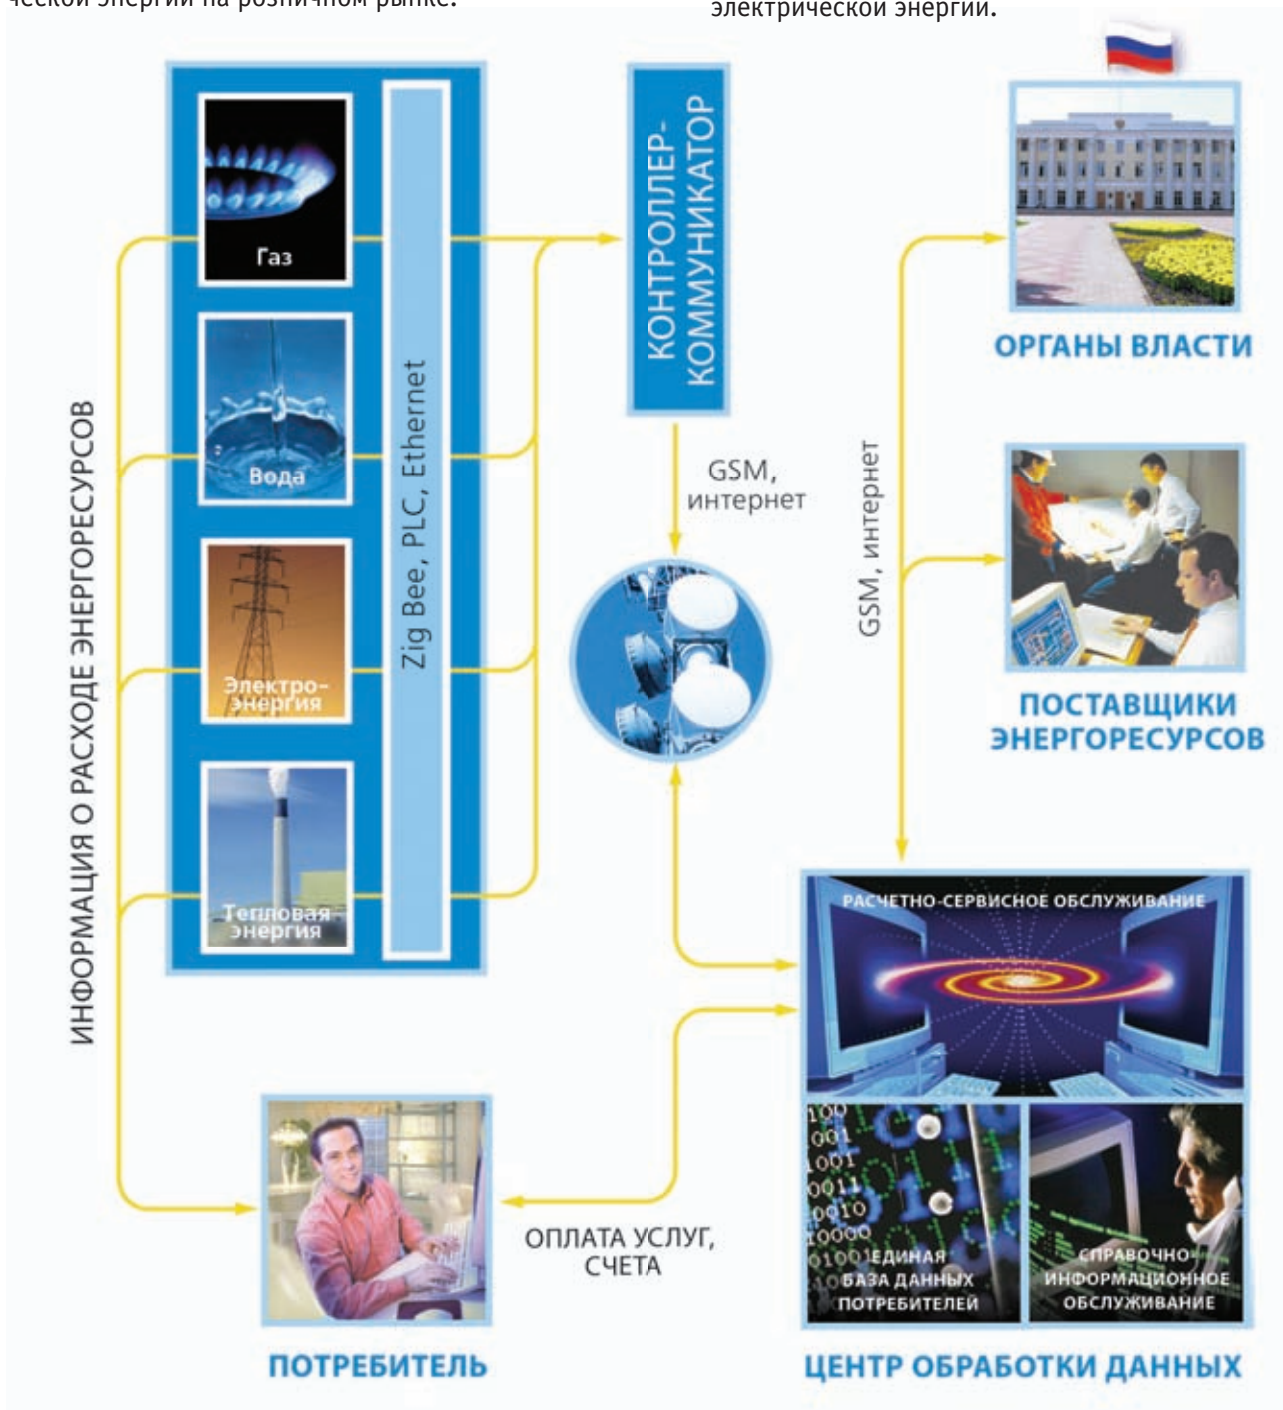 ческой энергии на розничном рынке.
электрической энергии.
Газ
Вода
Электро-
энергия
Тепловая
энергия
Zig Bee, PLC, Ethernet
ИНФОРМАЦИЯ О РАСХОДЕ ЭНЕРГОРЕСУРСОВ
КОНТРОЛЛЕР-
КОММУНИКАТОР
GSM,
интернет
GSM, интернет
ОРГАНЫ ВЛАСТИ
ПОСТАВЩИКИ
ЭНЕРГОРЕСУРСОВ
РАСЧЕТНО-СЕРВИСНОЕ ОБСЛУЖИВАНИЕ
ЕДИНАЯ
БАЗА ДАННЫХ
ПОТРЕБИТЕЛЕЙ
СПРАВОЧНО-
ИНФОРМАЦИОННОЕ
ОБСЛУЖИВАНИЕ
ОПЛАТА УСЛУГ,
СЧЕТА
ПОТРЕБИТЕЛЬ
ЦЕНТР ОБРАБОТКИ ДАННЫХ